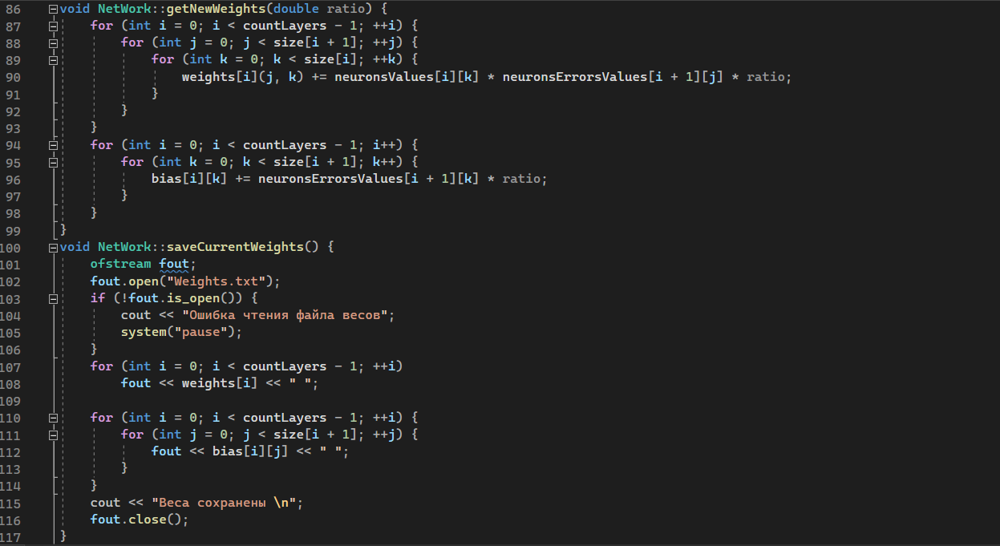 86 void NetWork::getNewWeights(double ratio) {
87     for (int i = 0; i < countLayers - 1; ++i) {
88         for (int j = 0; j < size[i + 1]; ++j) {
89             for (int k = 0; k < size[i]; ++k) {
90                 weights[i](j, k) += neuronsValues[i][k] * neuronsErrorsValues[i + 1][j] * ratio;
91             }
92         }
93     }
94     for (int i = 0; i < countLayers - 1; i++) {
95         for (int k = 0; k < size[i + 1]; k++) {
96             bias[i][k] += neuronsErrorsValues[i + 1][k] * ratio;
97         }
98     }
99 }
100 void NetWork::saveCurrentWeights() {
101     ofstream fout;
102     fout.open("Weights.txt");
103     if (!fout.is_open()) {
104         cout << "Ошибка чтения файла весов";
105         system("pause");
106     }
107     for (int i = 0; i < countLayers - 1; ++i)
108         fout << weights[i] << " ";
109
110     for (int i = 0; i < countLayers - 1; ++i) {
111         for (int j = 0; j < size[i + 1]; ++j) {
112             fout << bias[i][j] << " ";
113         }
114     }
115     cout << "Веса сохранены \n";
116     fout.close();
117 }